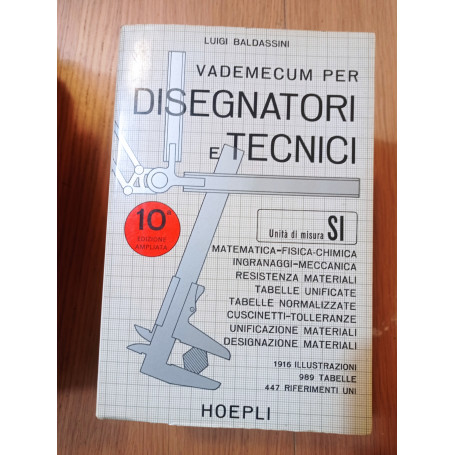 LUIGI BALDASSINI
VADEMECUM PER
DISEGNATORI
E TECNICI
10ª
EDIZIONE
AMPLIATA
Unità di misura SI
MATEMATICA-FISICA-CHIMICA
INGRANAGGI-MECCANICA
RESISTENZA MATERIALI
TABELLE UNIFICATE
TABELLE NORMALIZZATE
CUSCINETTI-TOLLERANZE
UNIFICAZIONE MATERIALI
DESIGNAZIONE MATERIALI
1916 ILLUSTRAZIONI
989 TABELLE
447 RIFERIMENTI UNI
HOEPLI